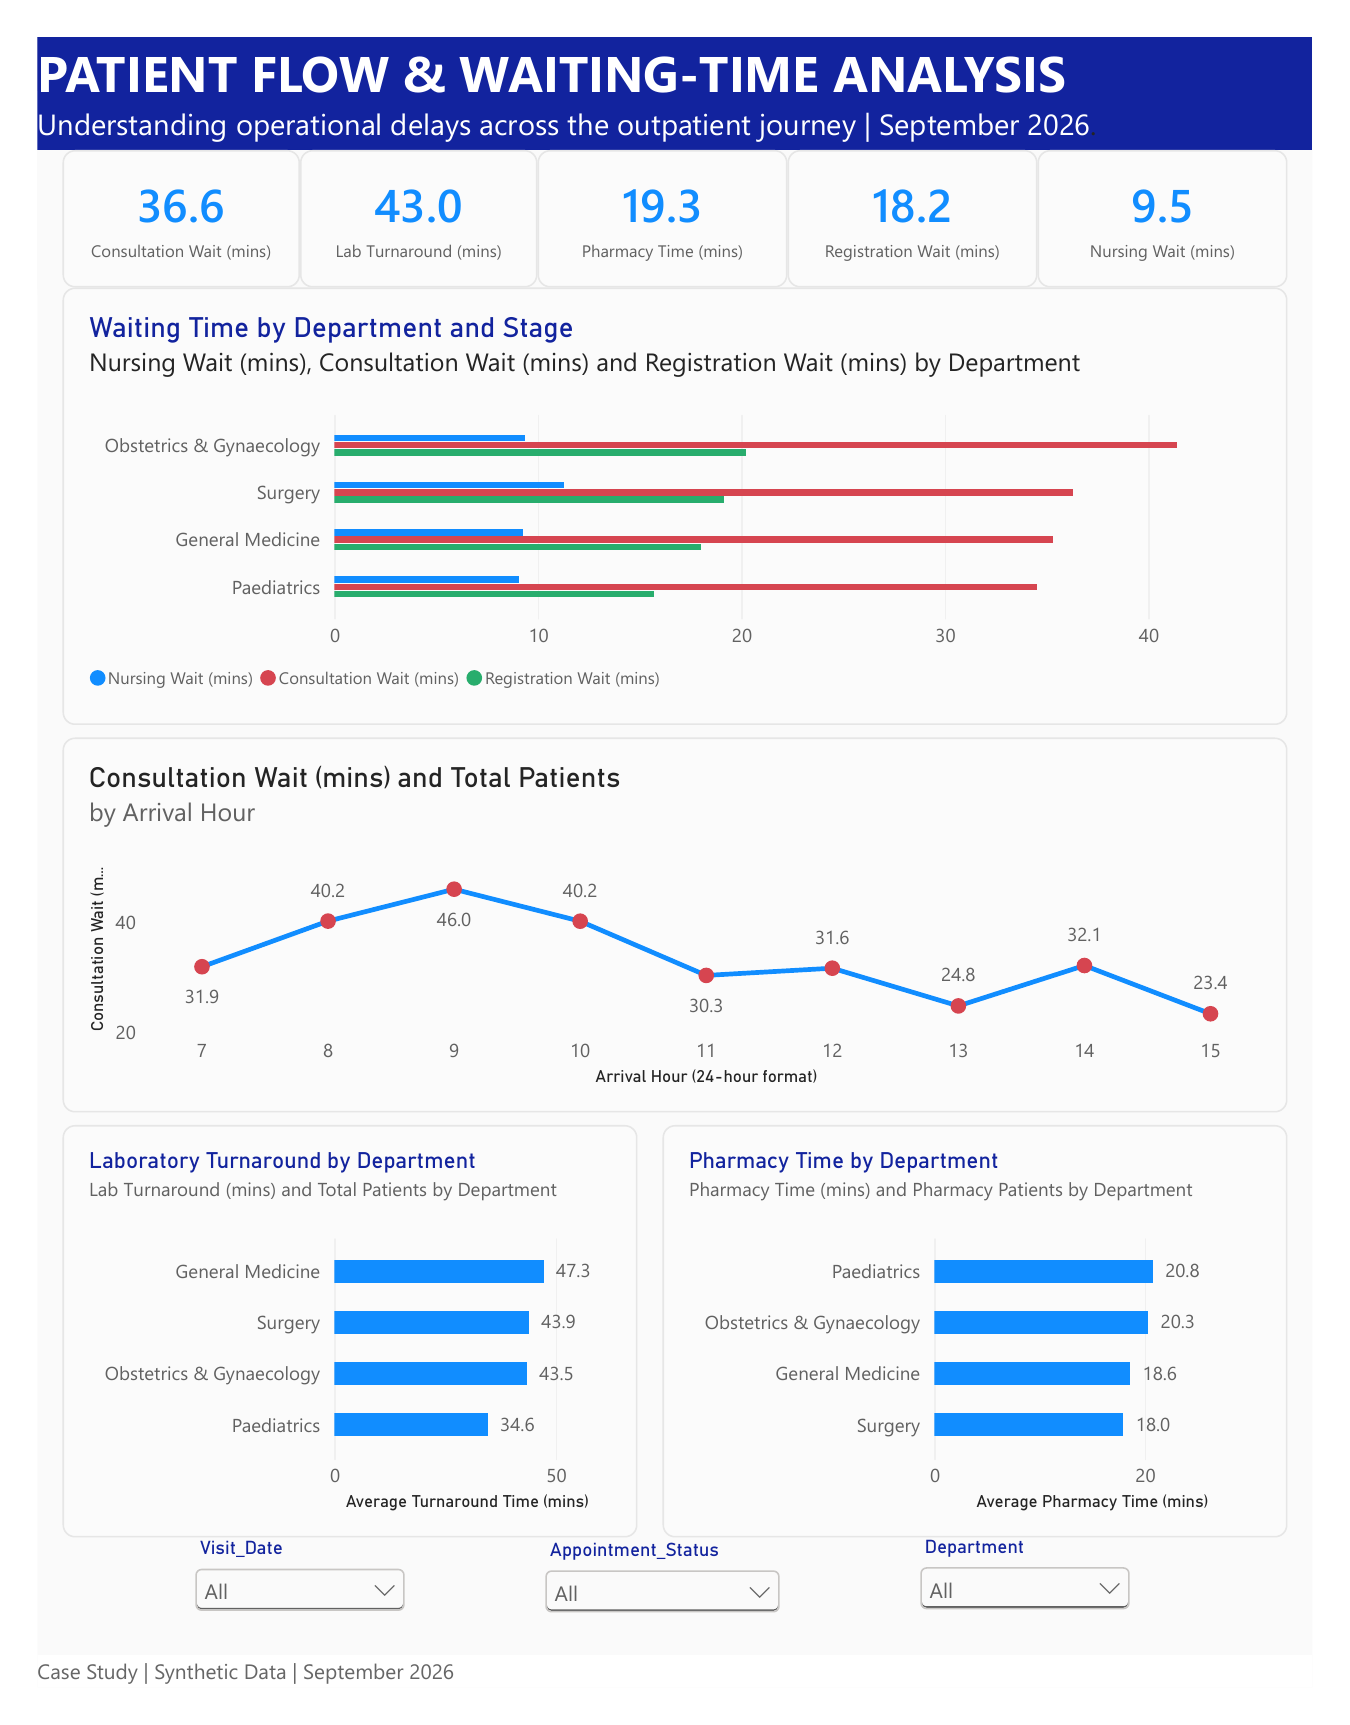 PATIENT FLOW & WAITING-TIME ANALYSIS
Understanding operational delays across the outpatient journey | September 2026.
36.6
Consultation Wait (mins)
43.0
Lab Turnaround (mins)
19.3
Pharmacy Time (mins)
18.2
Registration Wait (mins)
9.5
Nursing Wait (mins)
Waiting Time by Department and Stage
Nursing Wait (mins), Consultation Wait (mins) and Registration Wait (mins) by Department
Obstetrics & Gynaecology
Surgery
General Medicine
Paediatrics
0 10 20 30 40
Nursing Wait (mins) Consultation Wait (mins) Registration Wait (mins)
Consultation Wait (mins) and Total Patients
by Arrival Hour
Consultation Wait (m...
40
20
31.9
40.2
46.0
40.2
30.3
31.6
24.8
32.1
23.4
7 8 9 10 11 12 13 14 15
Arrival Hour (24-hour format)
Laboratory Turnaround by Department
Lab Turnaround (mins) and Total Patients by Department
General Medicine 47.3
Surgery 43.9
Obstetrics & Gynaecology 43.5
Paediatrics 34.6
0 50
Average Turnaround Time (mins)
Pharmacy Time by Department
Pharmacy Time (mins) and Pharmacy Patients by Department
Paediatrics 20.8
Obstetrics & Gynaecology 20.3
General Medicine 18.6
Surgery 18.0
0 20
Average Pharmacy Time (mins)
Visit_Date
All
Appointment_Status
All
Department
All
Case Study | Synthetic Data | September 2026